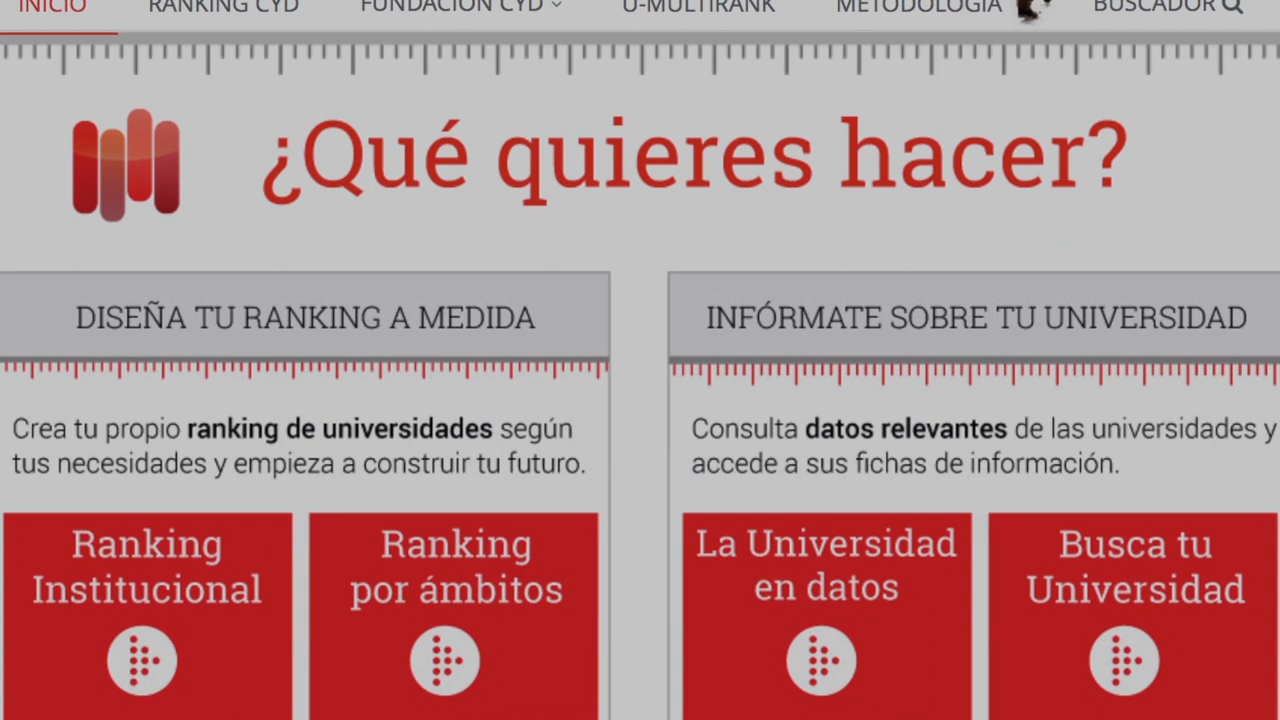 INICIO RANKING CYD FUNDACIÓN CYD U-MULTIRANK METODOLOGÍA BUSCADOR
¿Qué quieres hacer?
DISEÑA TU RANKING A MEDIDA
Crea tu propio ranking de universidades según
tus necesidades y empieza a construir tu futuro.
Ranking
Institucional
Ranking
por ámbitos
INFÓRMATE SOBRE TU UNIVERSIDAD
Consulta datos relevantes de las universidades y
accede a sus fichas de información.
La Universidad
en datos
Busca tu
Universidad